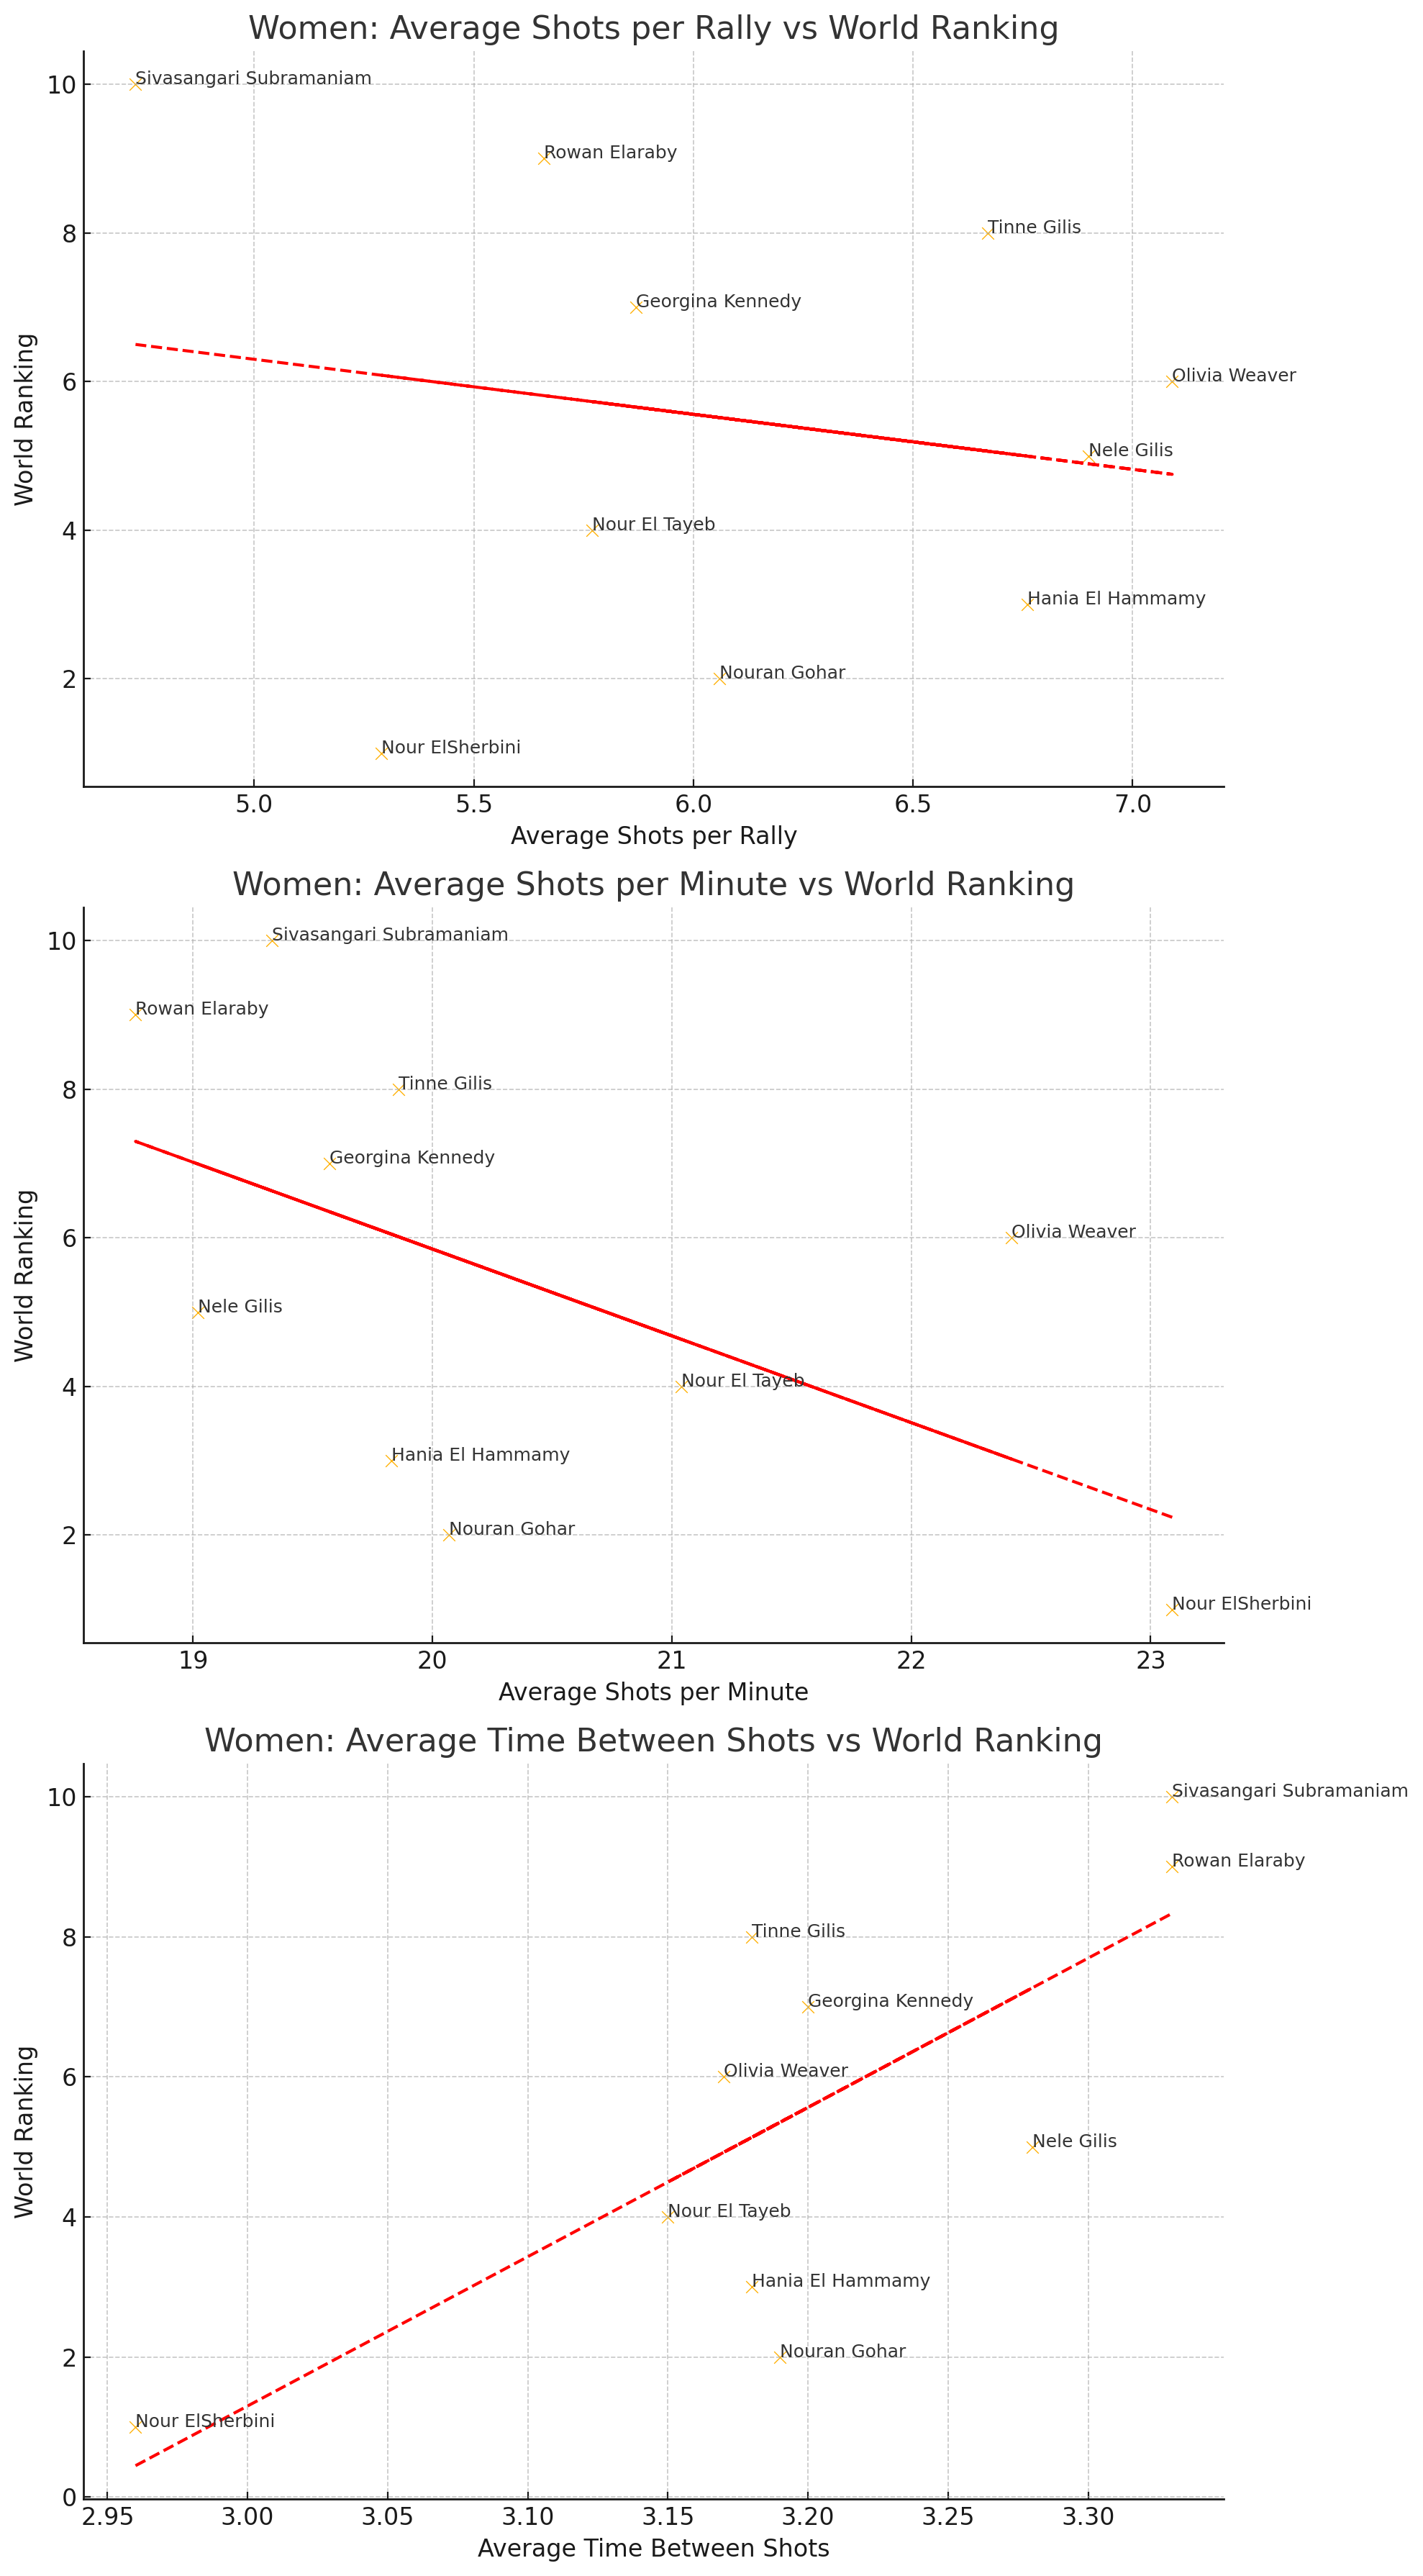 Women: Average Shots per Rally vs World Ranking
10
Sivasangari Subramaniam
Rowan Elaraby
8
Tinne Gilis
Georgina Kennedy
World Ranking
6
Olivia Weaver
Nele Gilis
4
Nour El Tayeb
Hania El Hammamy
2
Nouran Gohar
Nour ElSherbini
5.0 5.5 6.0 6.5 7.0
Average Shots per Rally
Women: Average Shots per Minute vs World Ranking
10
Sivasangari Subramaniam
Rowan Elaraby
8
Tinne Gilis
Georgina Kennedy
World Ranking
6
Olivia Weaver
Nele Gilis
4
Nour El Tayeb
Hania El Hammamy
2
Nouran Gohar
Nour ElSherbini
19 20 21 22 23
Average Shots per Minute
Women: Average Time Between Shots vs World Ranking
10
Sivasangari Subramaniam
Rowan Elaraby
8
Tinne Gilis
Georgina Kennedy
World Ranking
6
Olivia Weaver
Nele Gilis
4
Nour El Tayeb
Hania El Hammamy
2
Nouran Gohar
Nour ElSherbini
0
2.95 3.00 3.05 3.10 3.15 3.20 3.25 3.30
Average Time Between Shots